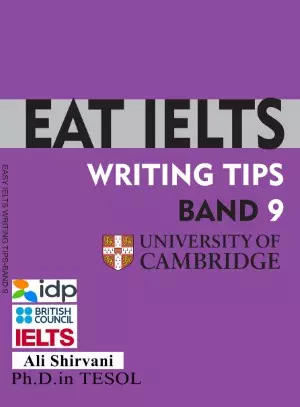 EAT IELTS
WRITING TIPS
BAND 9
UNIVERSITY OF
CAMBRIDGE
EASY IELTS WRITING TIPS-BAND 9
idp
BRITISH
COUNCIL
IELTS
Ali Shirvani
Ph.D.in TESOL